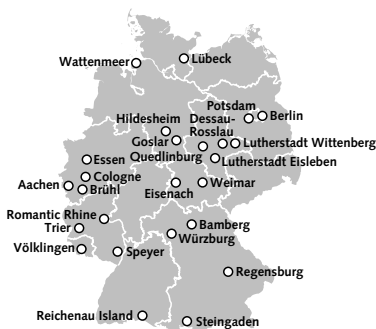 Wattenmeer
Lübeck
Potsdam
Berlin
Hildesheim
Dessau-
Rosslau
Goslar
Lutherstadt Wittenberg
Quedlinburg
Lutherstadt Eisleben
Essen
Cologne
Aachen
Brühl
Eisenach
Weimar
Romantic Rhine
Trier
Bamberg
Würzburg
Völklingen
Speyer
Regensburg
Reichenau Island
Steingaden